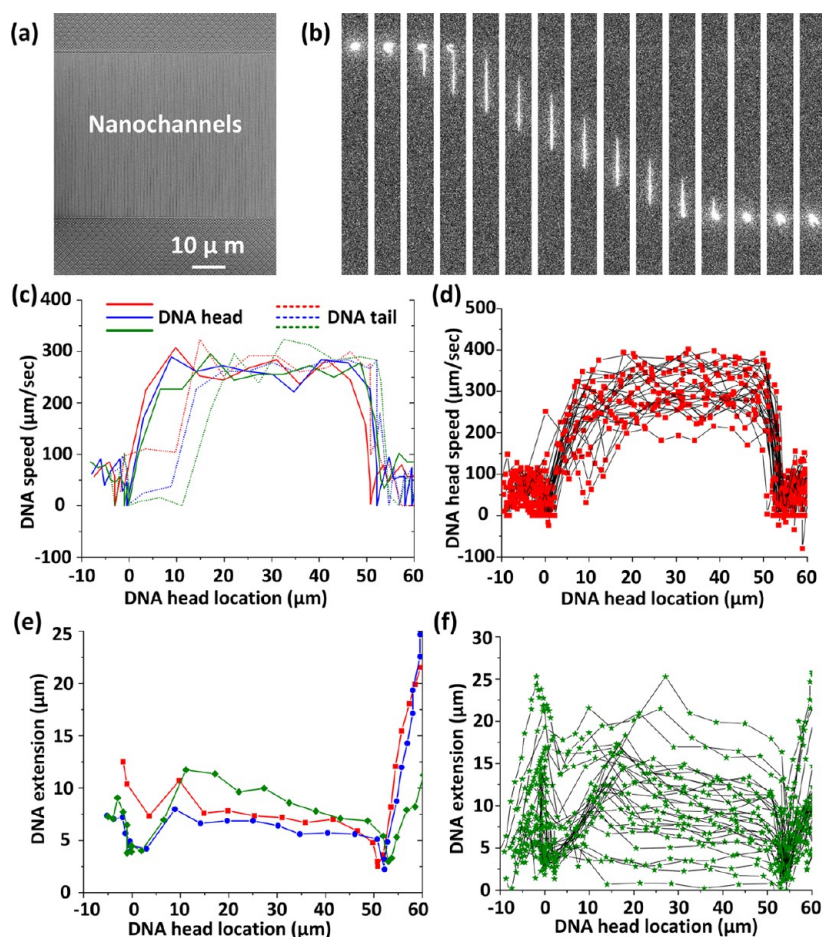 (a)
Nanochannels
10 μ m
(b)
(c)
400
300
200
100
0
-100
DNA speed (μm/sec)
DNA head
DNA tail
-10 0 10 20 30 40 50 60
DNA head location (μm)
(d)
500
400
300
200
100
0
-100
DNA head speed (μm/sec)
-10 0 10 20 30 40 50 60
DNA head location (μm)
(e)
25
20
15
10
5
0
DNA extension (μm)
-10 0 10 20 30 40 50 60
DNA head location (μm)
(f)
30
25
20
15
10
5
0
DNA extension (μm)
-10 0 10 20 30 40 50 60
DNA head location (μm)